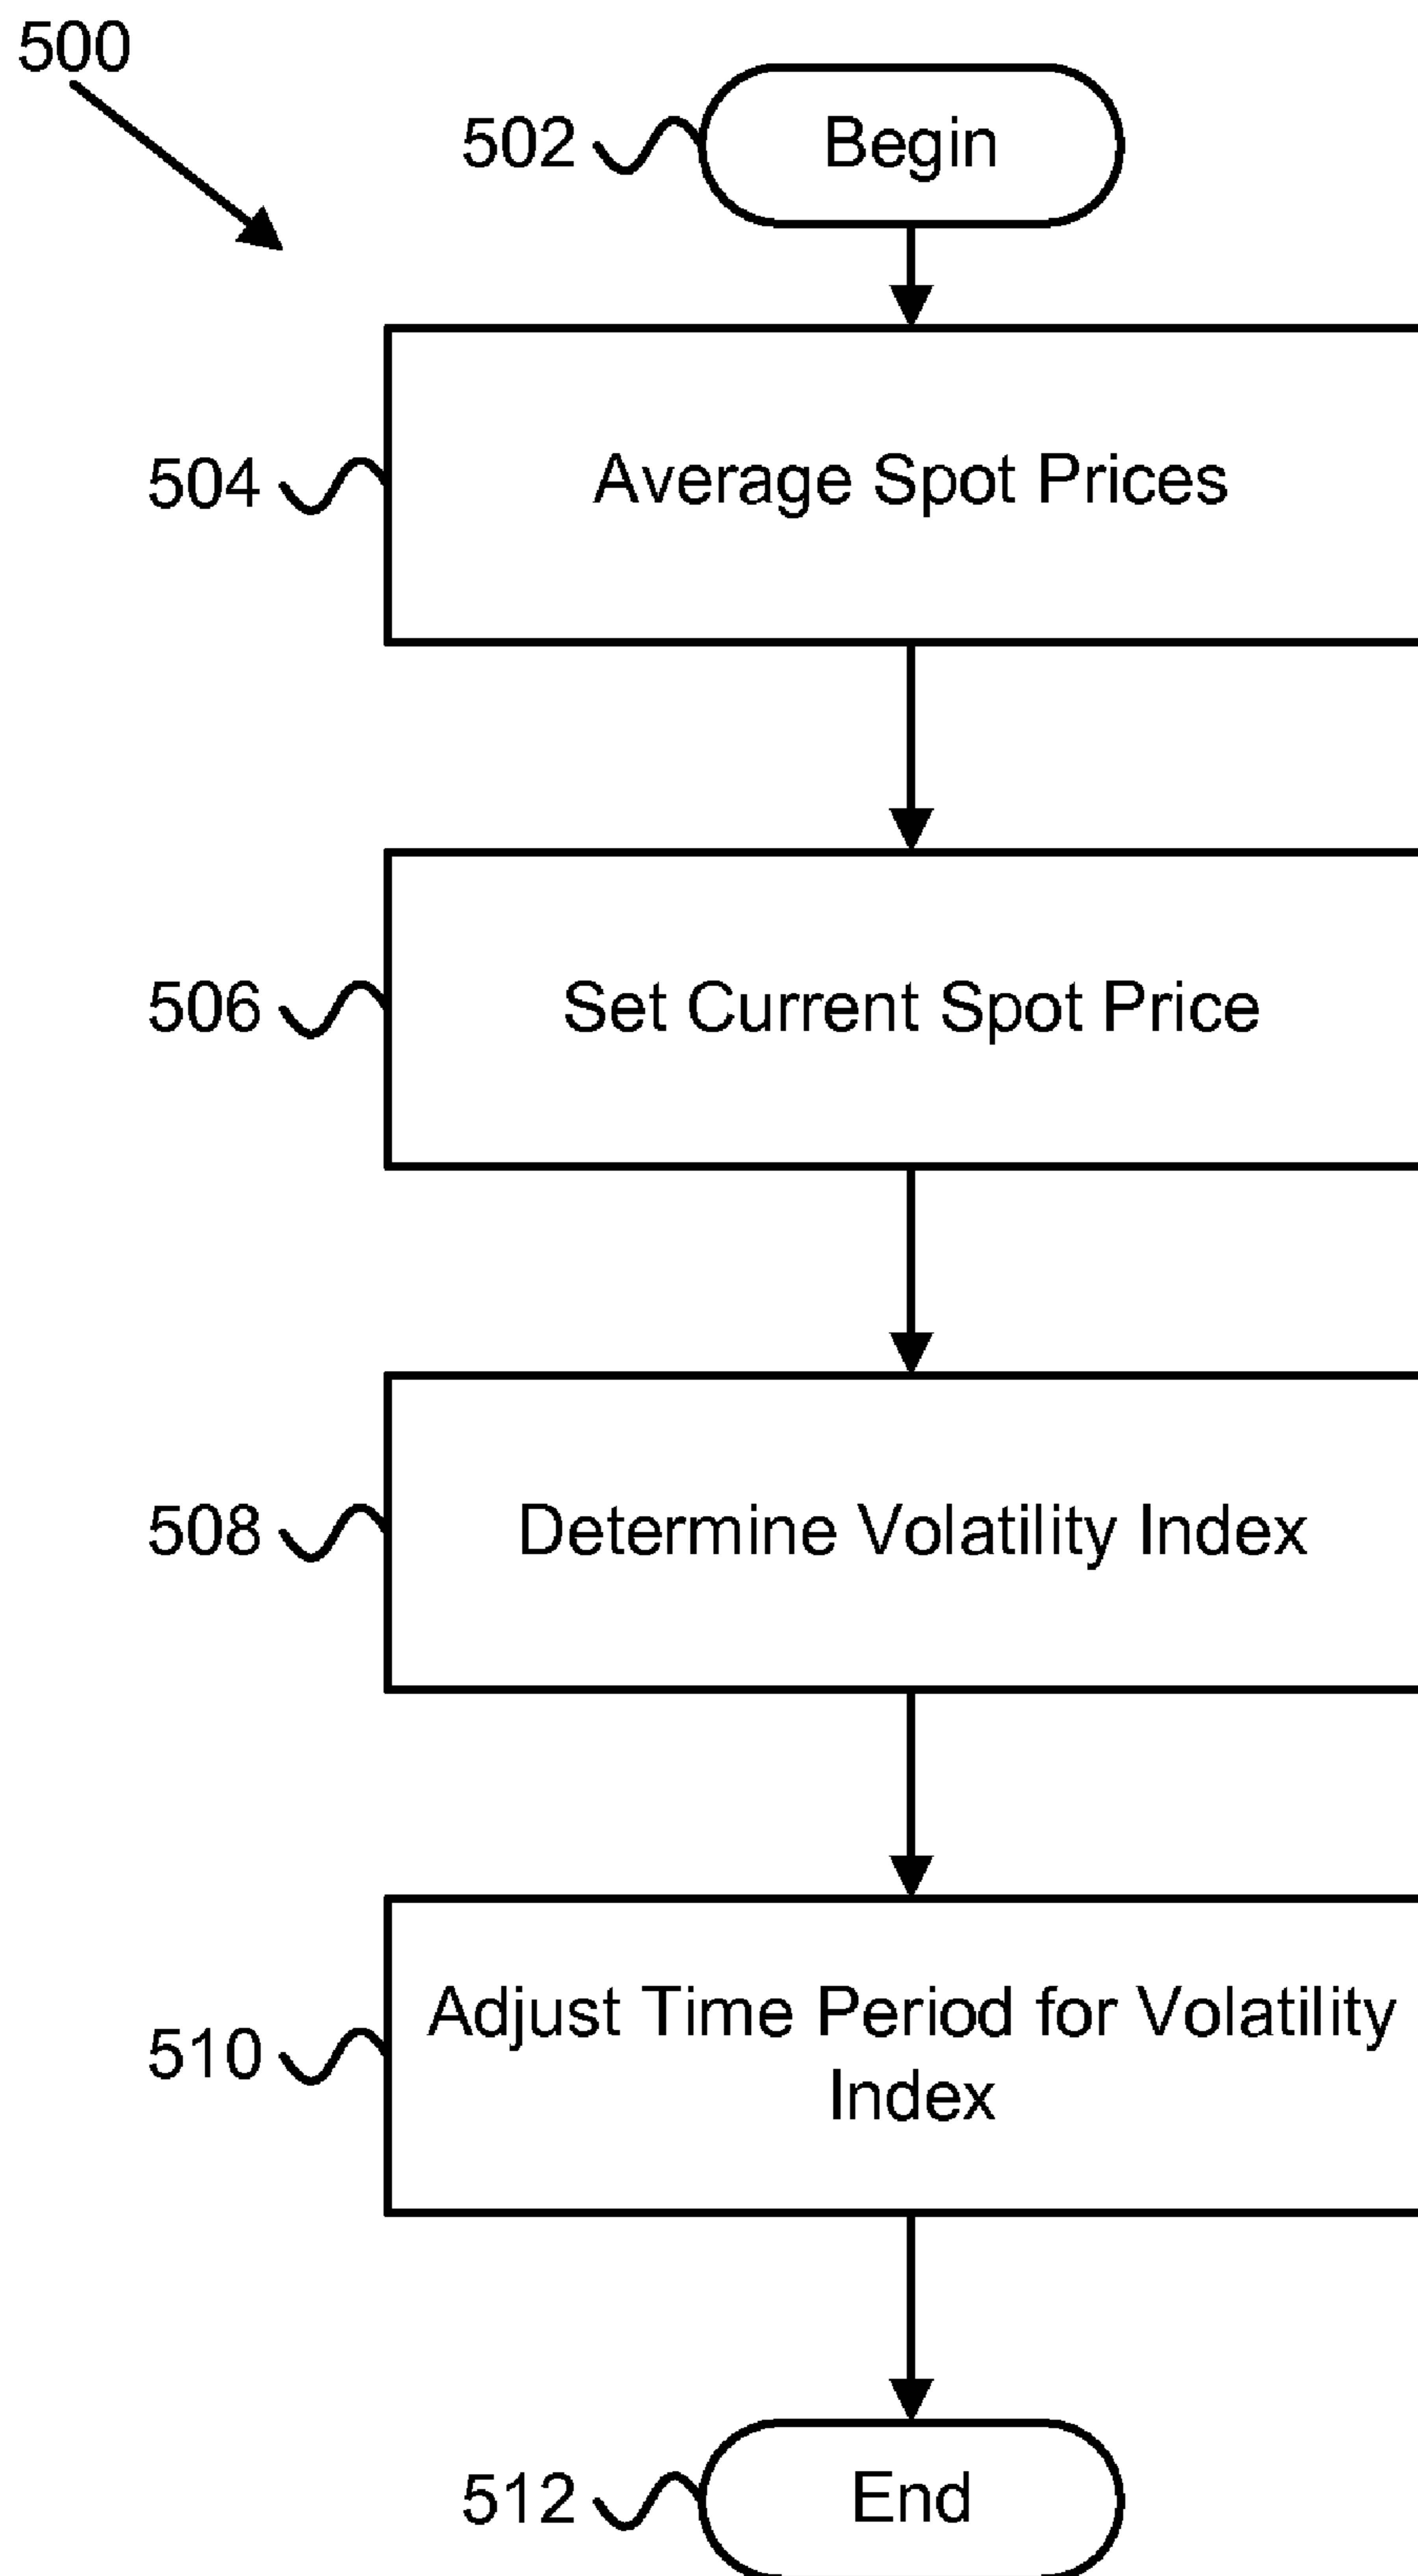 500
502 Begin
504 Average Spot Prices
506 Set Current Spot Price
508 Determine Volatility Index
510 Adjust Time Period for Volatility
Index
512 End